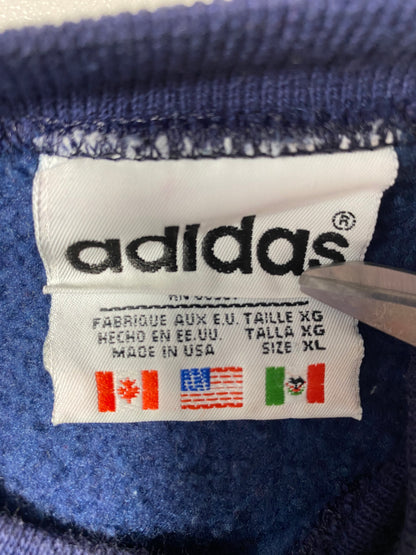 adidas®
FABRIQUE AUX E.U. TAILLE XG
HECHO EN EE.UU. TALLA XG
MADE IN USA SIZE XL